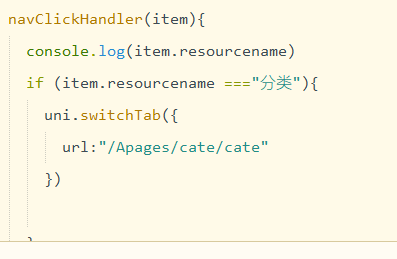 navClickHandler(item){
console.log(item.resourcename)
if (item.resourcename ==="分类"){
uni.switchTab({
url:"/Apages/cate/cate"
})